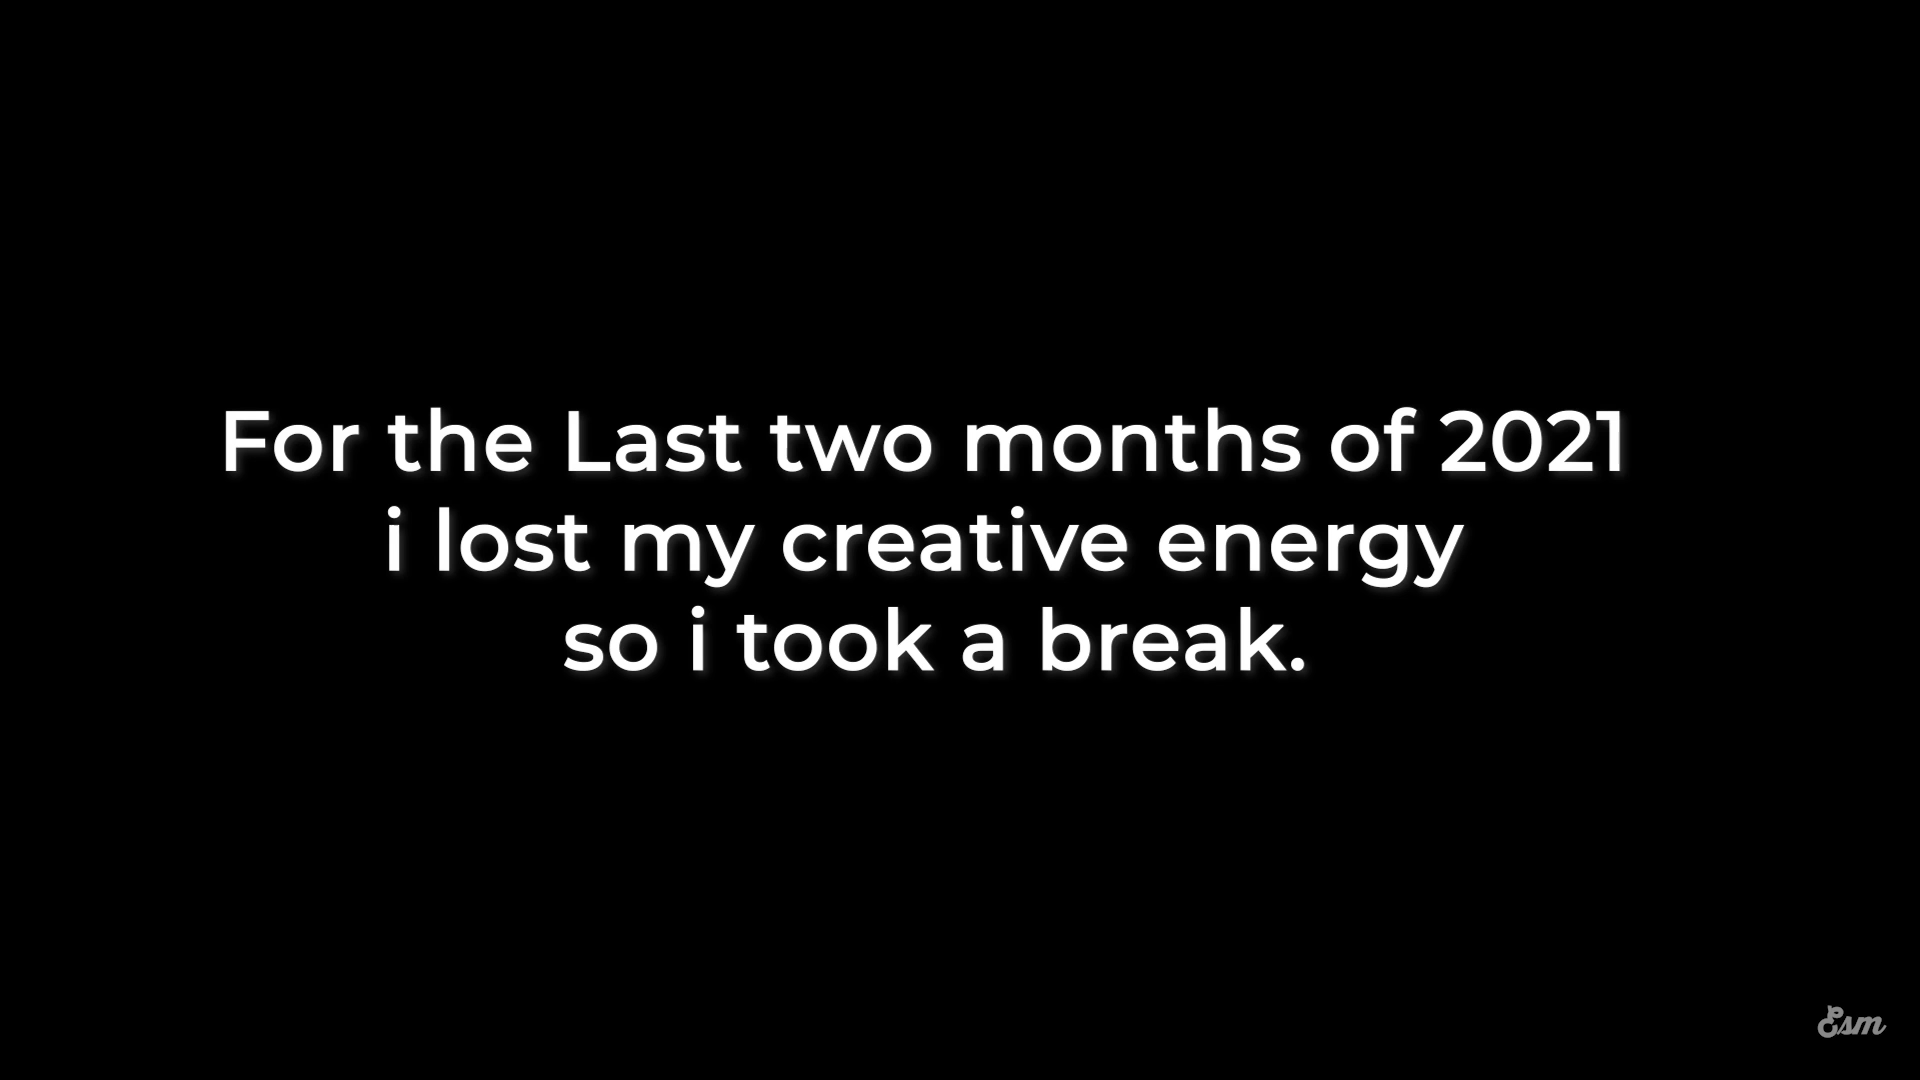 For the Last two months of 2021
i lost my creative energy
so i took a break.
Esm